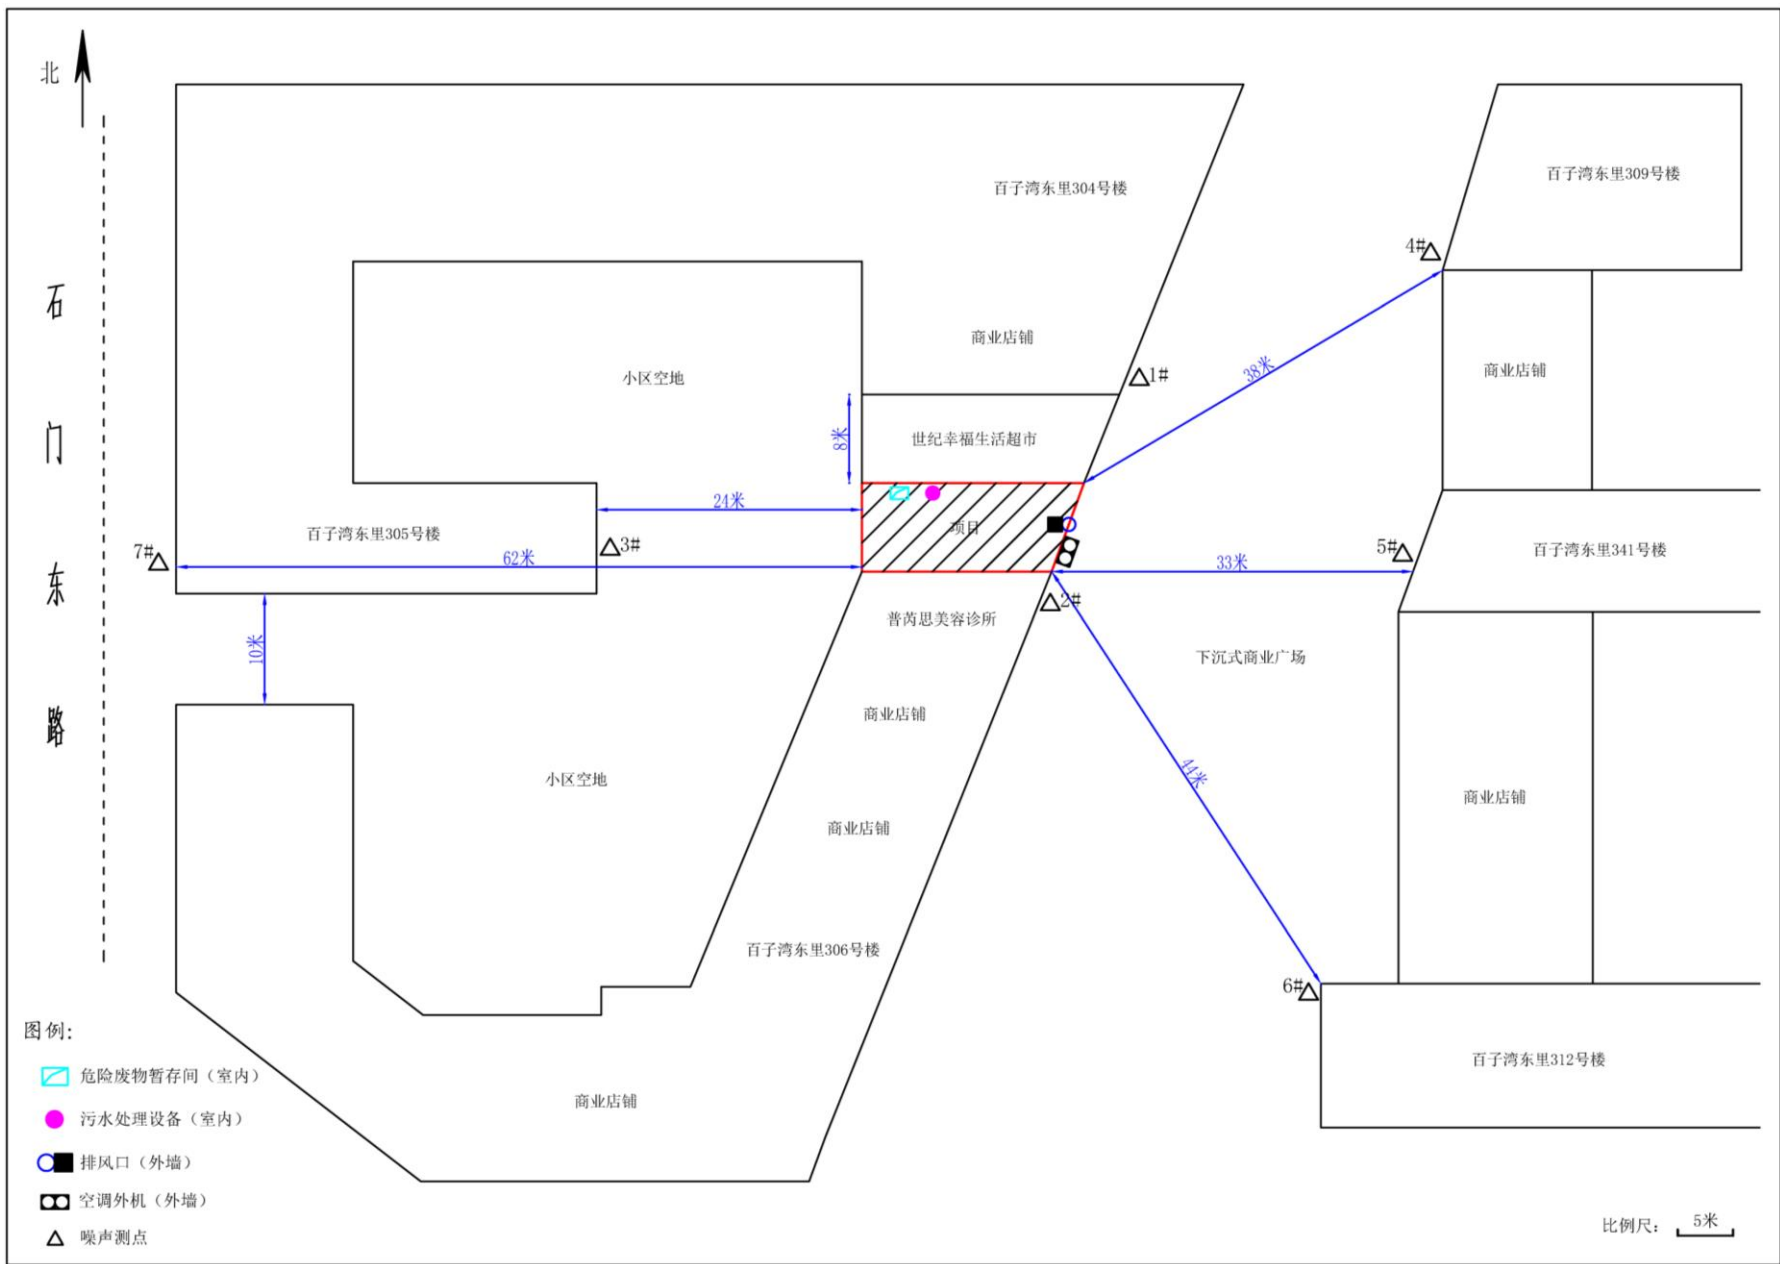 北
石
门
东
路
百子湾东里304号楼
百子湾东里309号楼
4#
商业店铺
1#
38米
商业店铺
小区空地
8米
世纪幸福生活超市
24米
项目
百子湾东里305号楼
3#
7#
62米
5#
百子湾东里341号楼
33米
2#
普芮思美容诊所
10米
下沉式商业广场
商业店铺
44米
小区空地
商业店铺
商业店铺
百子湾东里306号楼
6#
百子湾东里312号楼
商业店铺
图例:
危险废物暂存间（室内）
污水处理设备（室内）
排风口（外墙）
空调外机（外墙）
噪声测点
比例尺: 5米